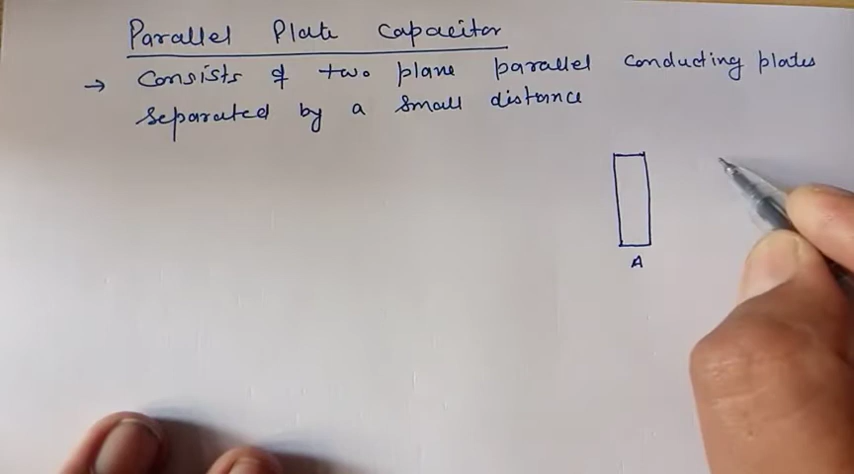 Parallel Plate Capacitor
→ Consists of two plane parallel conducting plates
separated by a small distance
A